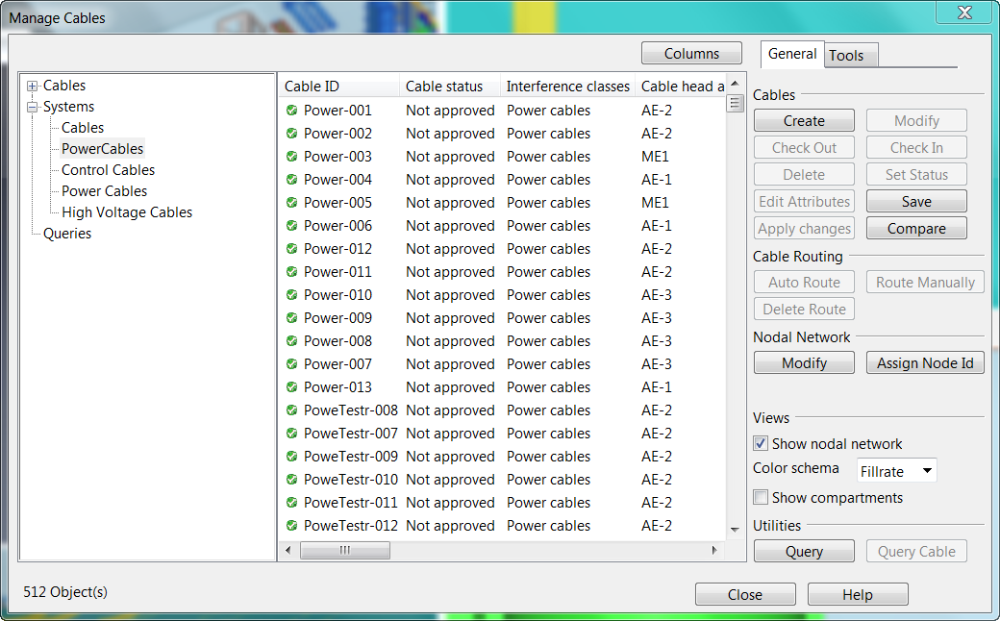 Manage Cables
Columns
General Tools
Cables
Systems
Cables
PowerCables
Control Cables
Power Cables
High Voltage Cables
Queries
Cable ID Cable status Interference classes Cable head a
Power-001 Not approved Power cables AE-2
Power-002 Not approved Power cables AE-2
Power-003 Not approved Power cables ME1
Power-004 Not approved Power cables AE-1
Power-005 Not approved Power cables ME1
Power-006 Not approved Power cables AE-1
Power-012 Not approved Power cables AE-2
Power-011 Not approved Power cables AE-2
Power-010 Not approved Power cables AE-3
Power-009 Not approved Power cables AE-3
Power-008 Not approved Power cables AE-3
Power-007 Not approved Power cables AE-3
Power-013 Not approved Power cables AE-1
PoweTestr-008 Not approved Power cables AE-2
PoweTestr-007 Not approved Power cables AE-2
PoweTestr-009 Not approved Power cables AE-2
PoweTestr-010 Not approved Power cables AE-2
PoweTestr-011 Not approved Power cables AE-2
PoweTestr-012 Not approved Power cables AE-2
Cables
Create Modify
Check Out Check In
Delete Set Status
Edit Attributes Save
Apply changes Compare
Cable Routing
Auto Route Route Manually
Delete Route
Nodal Network
Modify Assign Node Id
Views
Show nodal network
Color schema Fillrate
Show compartments
Utilities
Query Query Cable
512 Object(s)
Close Help